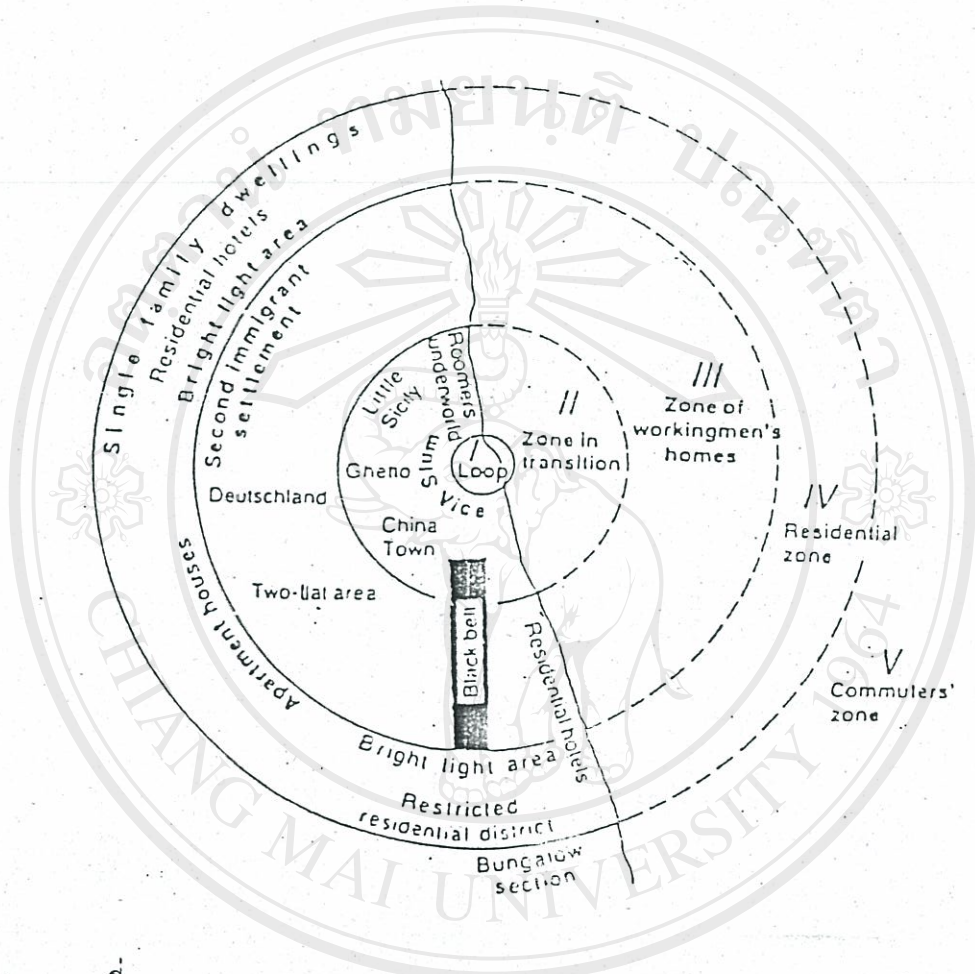 Single family dwellings
Residential hotels
Bright light area
Second immigrant
settlement
Little
Sicily
Roomers
underworld
Ghetto
Slum
Vice
I
Loop
II
Zone in
transition
III
Zone of
workingmen's
homes
IV
Residential
zone
V
Commuters'
zone
Deutschland
China
Town
Two-flat area
Black belt
Apartment houses
Residential hotels
Bright light area
Restricted
residential district
Bungalow
section
CHIANG MAI UNIVERSITY 1964